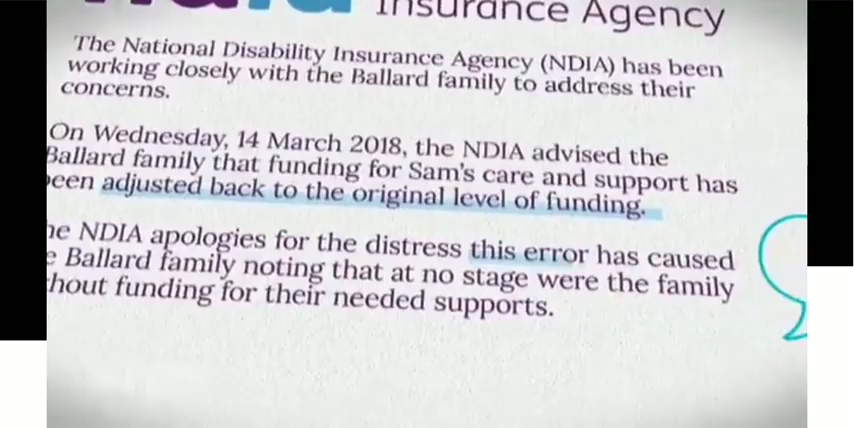 Insurance Agency
The National Disability Insurance Agency (NDIA) has been
working closely with the Ballard family to address their
concerns.
On Wednesday, 14 March 2018, the NDIA advised the
Ballard family that funding for Sam's care and support has
been adjusted back to the original level of funding.
he NDIA apologies for the distress this error has caused
e Ballard family noting that at no stage were the family
hout funding for their needed supports.